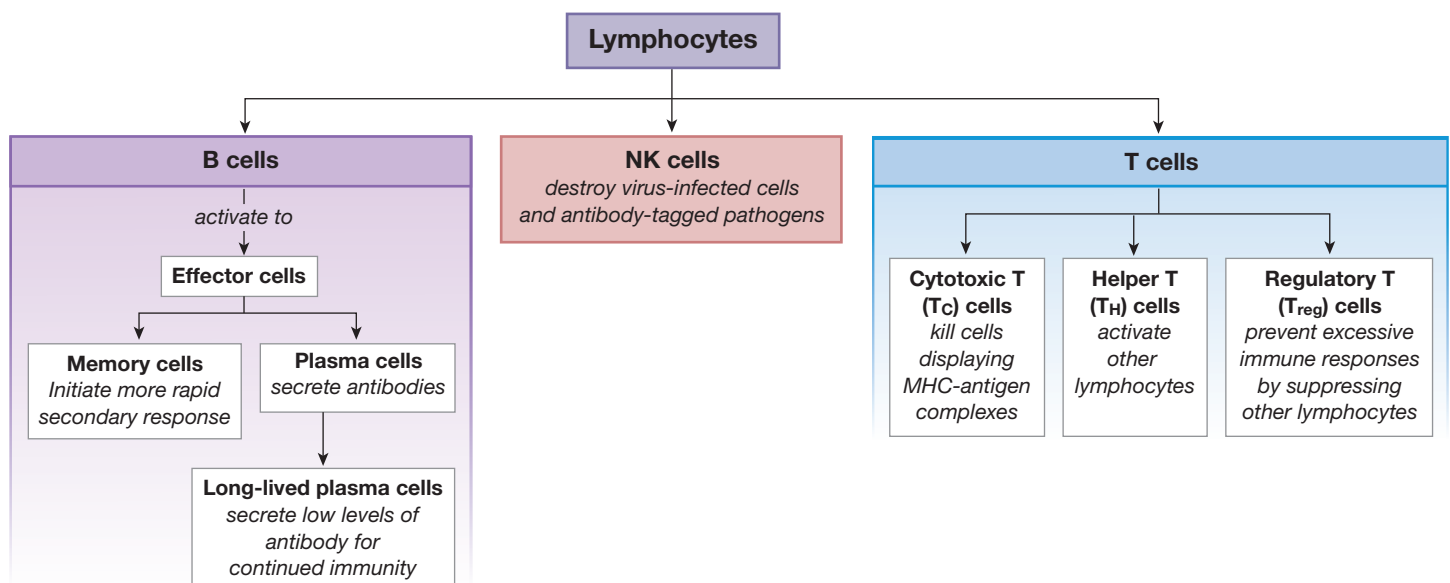 Lymphocytes
B cells
activate to
Effector cells
Memory cells
Initiate more rapid
secondary response
Plasma cells
secrete antibodies
Long-lived plasma cells
secrete low levels of
antibody for
continued immunity
NK cells
destroy virus-infected cells
and antibody-tagged pathogens
T cells
Cytotoxic T
(TC) cells
kill cells
displaying
MHC-antigen
complexes
Helper T
(TH) cells
activate
other
lymphocytes
Regulatory T
(Treg) cells
prevent excessive
immune responses
by suppressing
other lymphocytes